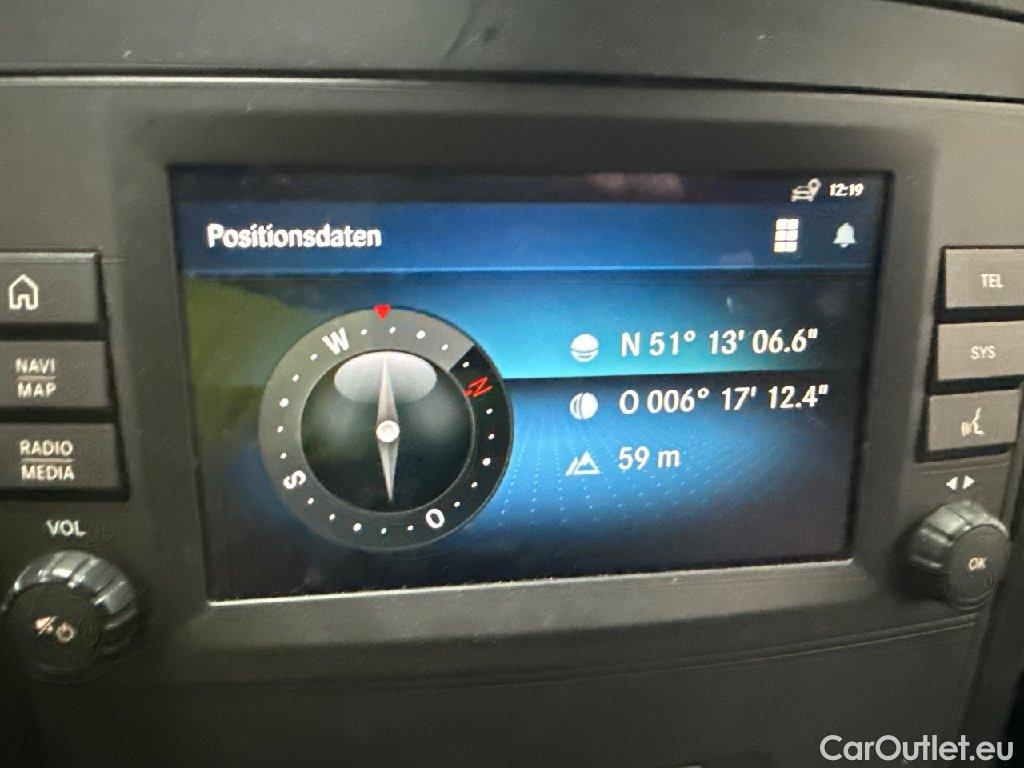 12:19
Positionsdaten
W
N
S
O
N 51° 13' 06.6"
O 006° 17' 12.4"
59 m
NAVI
MAP
RADIO
MEDIA
VOL
TEL
SYS
◀ ▶
OK
CarOutlet.eu